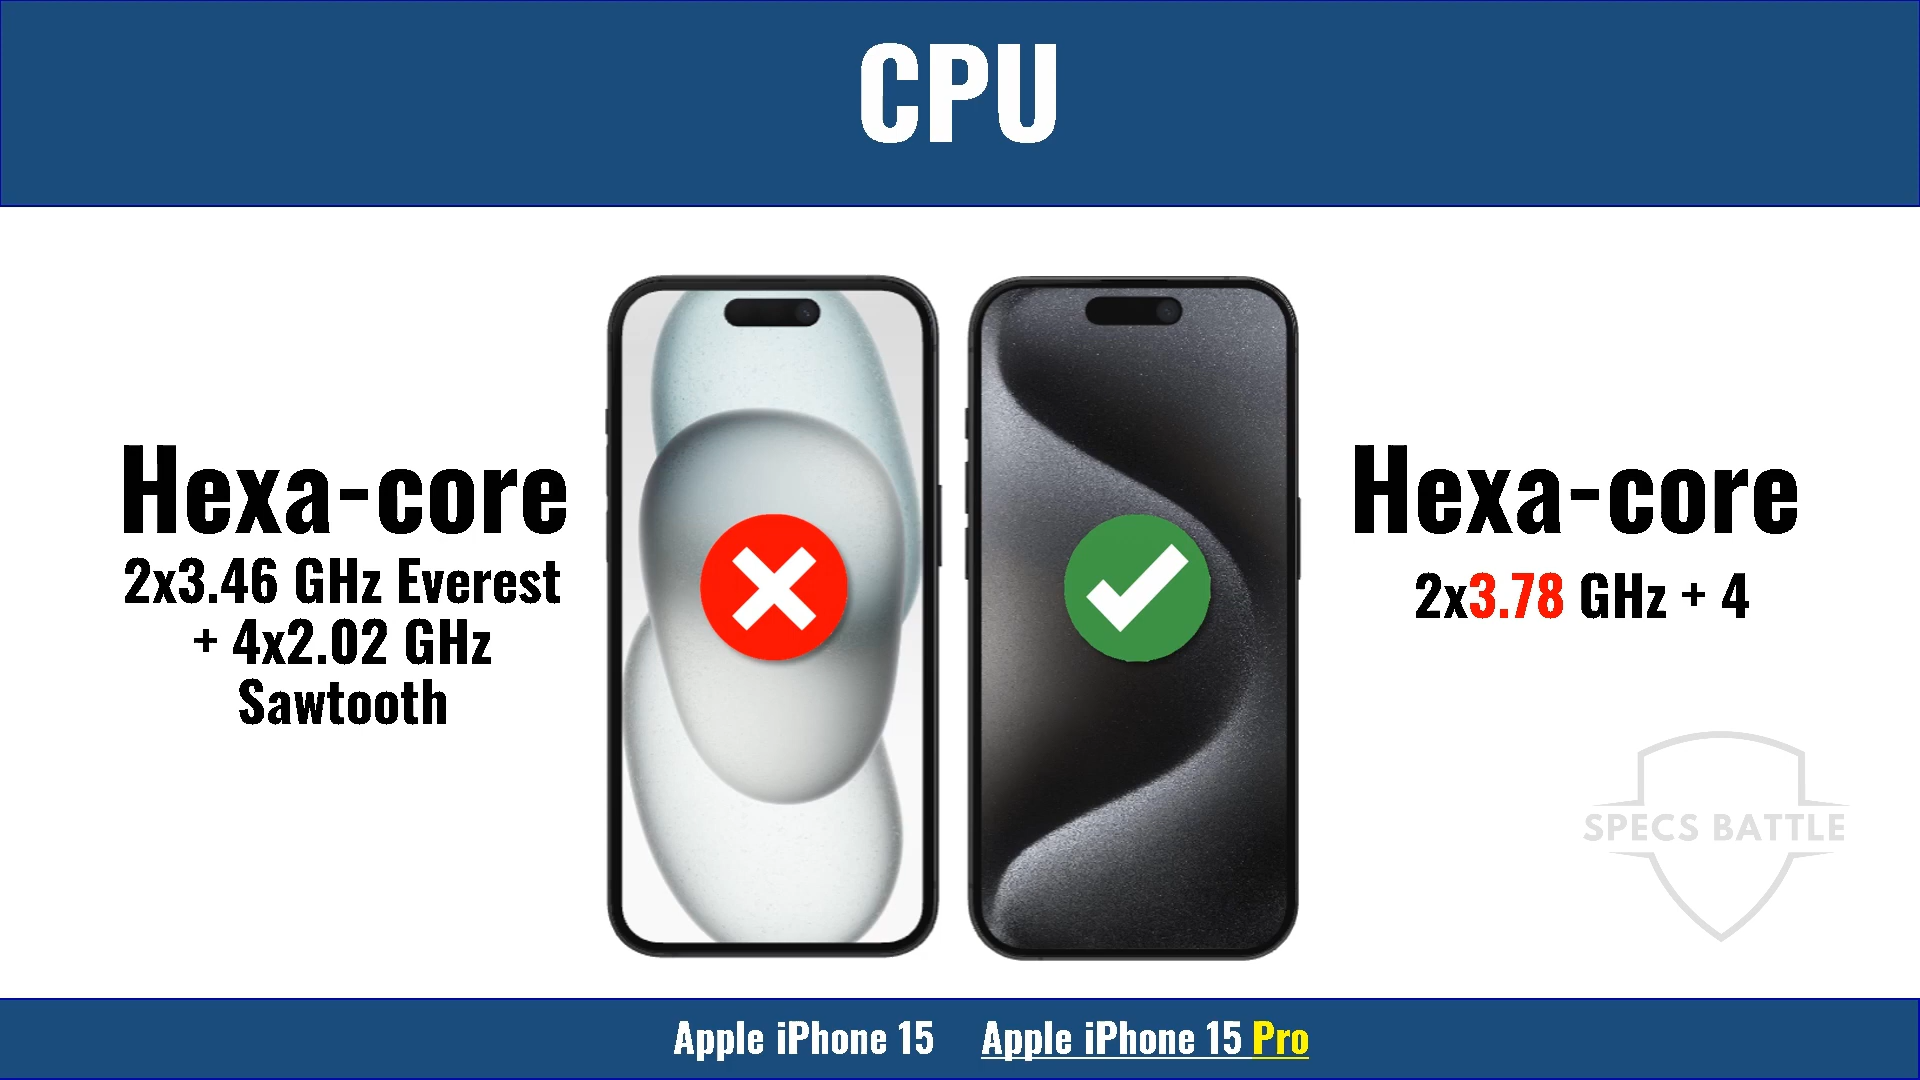 CPU
Hexa-core
2x3.46 GHz Everest
+ 4x2.02 GHz
Sawtooth
Hexa-core
2x3.78 GHz + 4
SPECS BATTLE
Apple iPhone 15
Apple iPhone 15 Pro